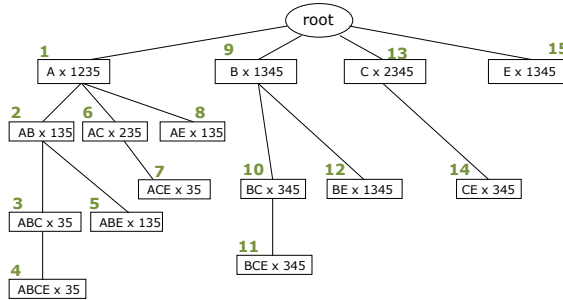 root
1
9
13
15
A x 1235
B x 1345
C x 2345
E x 1345
2
6
8
AB x 135
AC x 235
AE x 135
7
10
12
14
ACE x 35
BC x 345
BE x 1345
CE x 345
3
5
ABC x 35
ABE x 135
11
4
BCE x 345
ABCE x 35